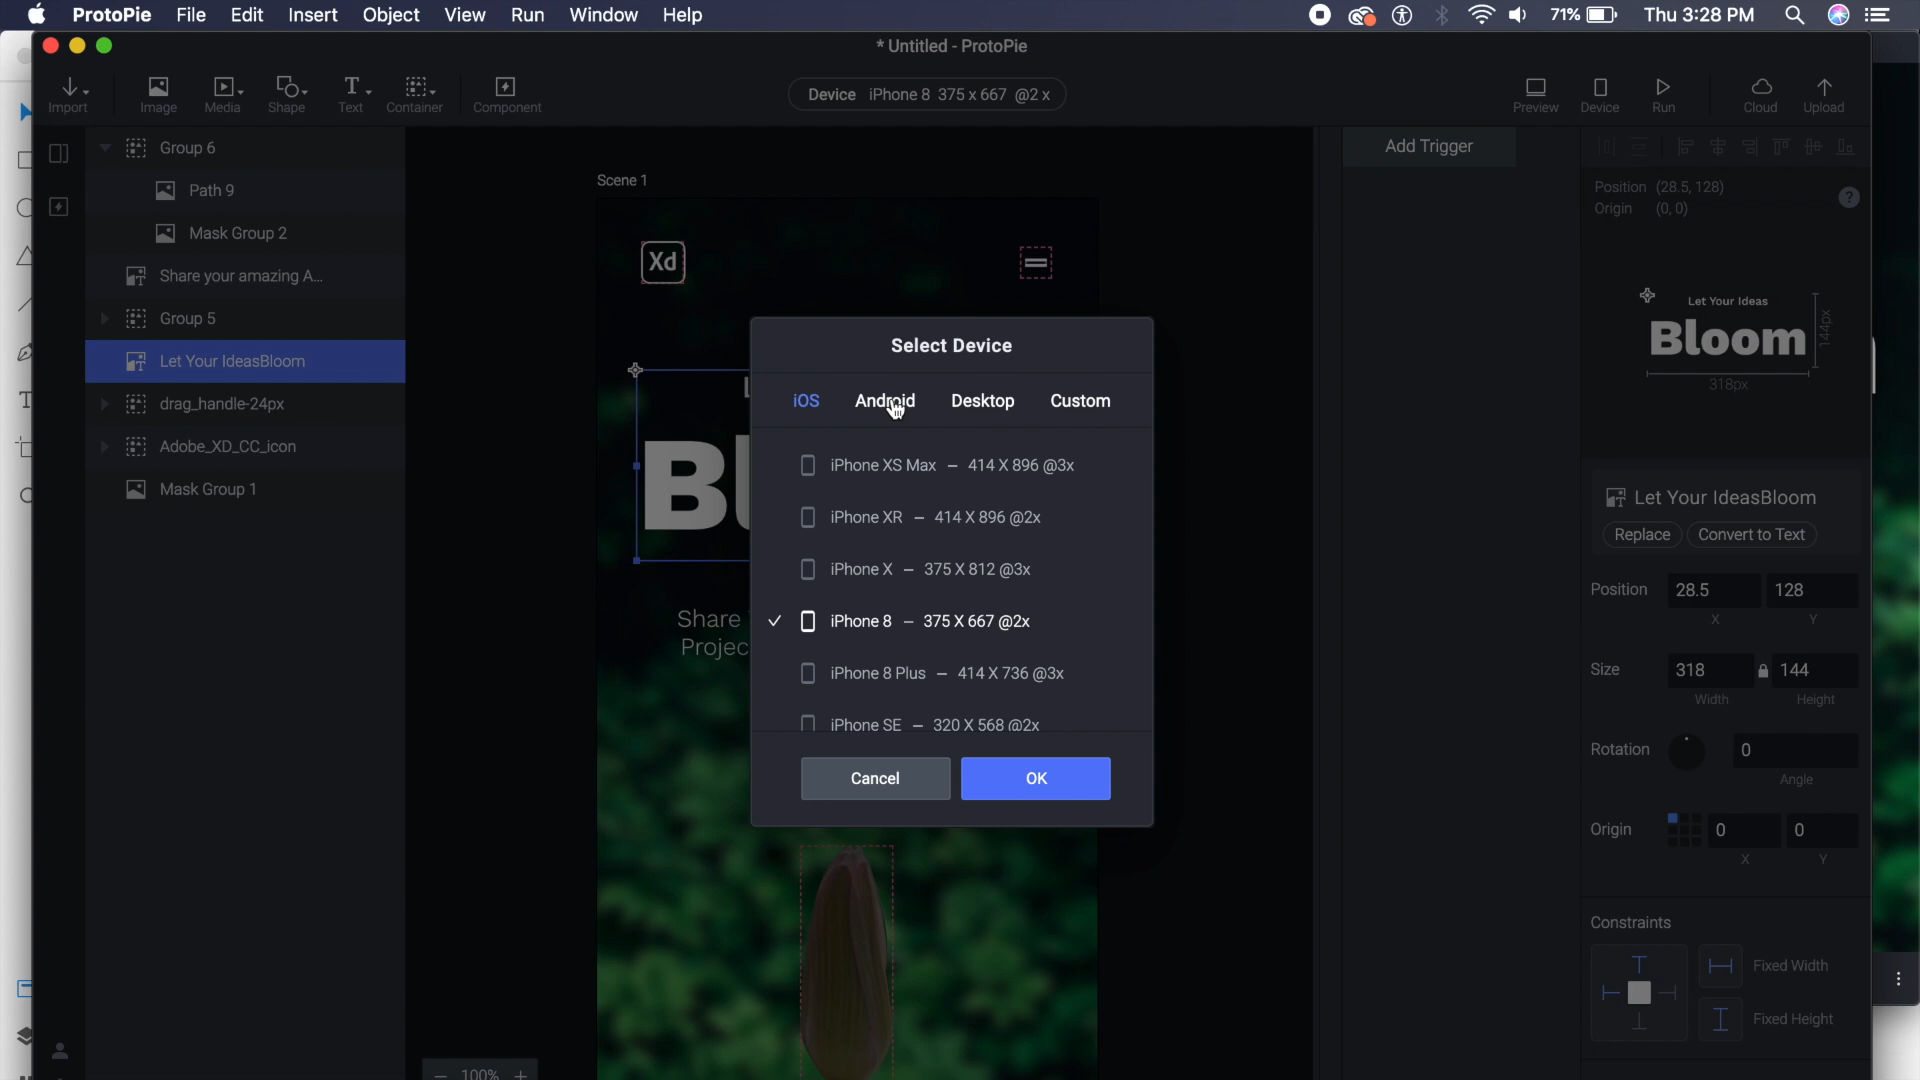 ProtoPie File Edit Insert Object View Run Window Help
71% Thu 3:28 PM
* Untitled - ProtoPie
Import Image Media Shape Text Container Component
Device iPhone 8 375 x 667 @2 x
Preview Device Run Cloud Upload
Group 6
Path 9
Mask Group 2
Share your amazing A...
Group 5
Let Your IdeasBloom
drag_handle-24px
Adobe_XD_CC_icon
Mask Group 1
Scene 1
Xd
Share
Projec
100%
Select Device
iOS Android Desktop Custom
iPhone XS Max – 414 X 896 @3x
iPhone XR – 414 X 896 @2x
iPhone X – 375 X 812 @3x
iPhone 8 – 375 X 667 @2x
iPhone 8 Plus – 414 X 736 @3x
iPhone SE – 320 X 568 @2x
Cancel OK
Add Trigger
Position (28.5, 128)
Origin (0, 0)
?
Let Your Ideas
Bloom
144px
318px
Let Your IdeasBloom
Replace Convert to Text
Position 28.5 128
X Y
Size 318 144
Width Height
Rotation 0
Angle
Origin 0 0
X Y
Constraints
Fixed Width
Fixed Height